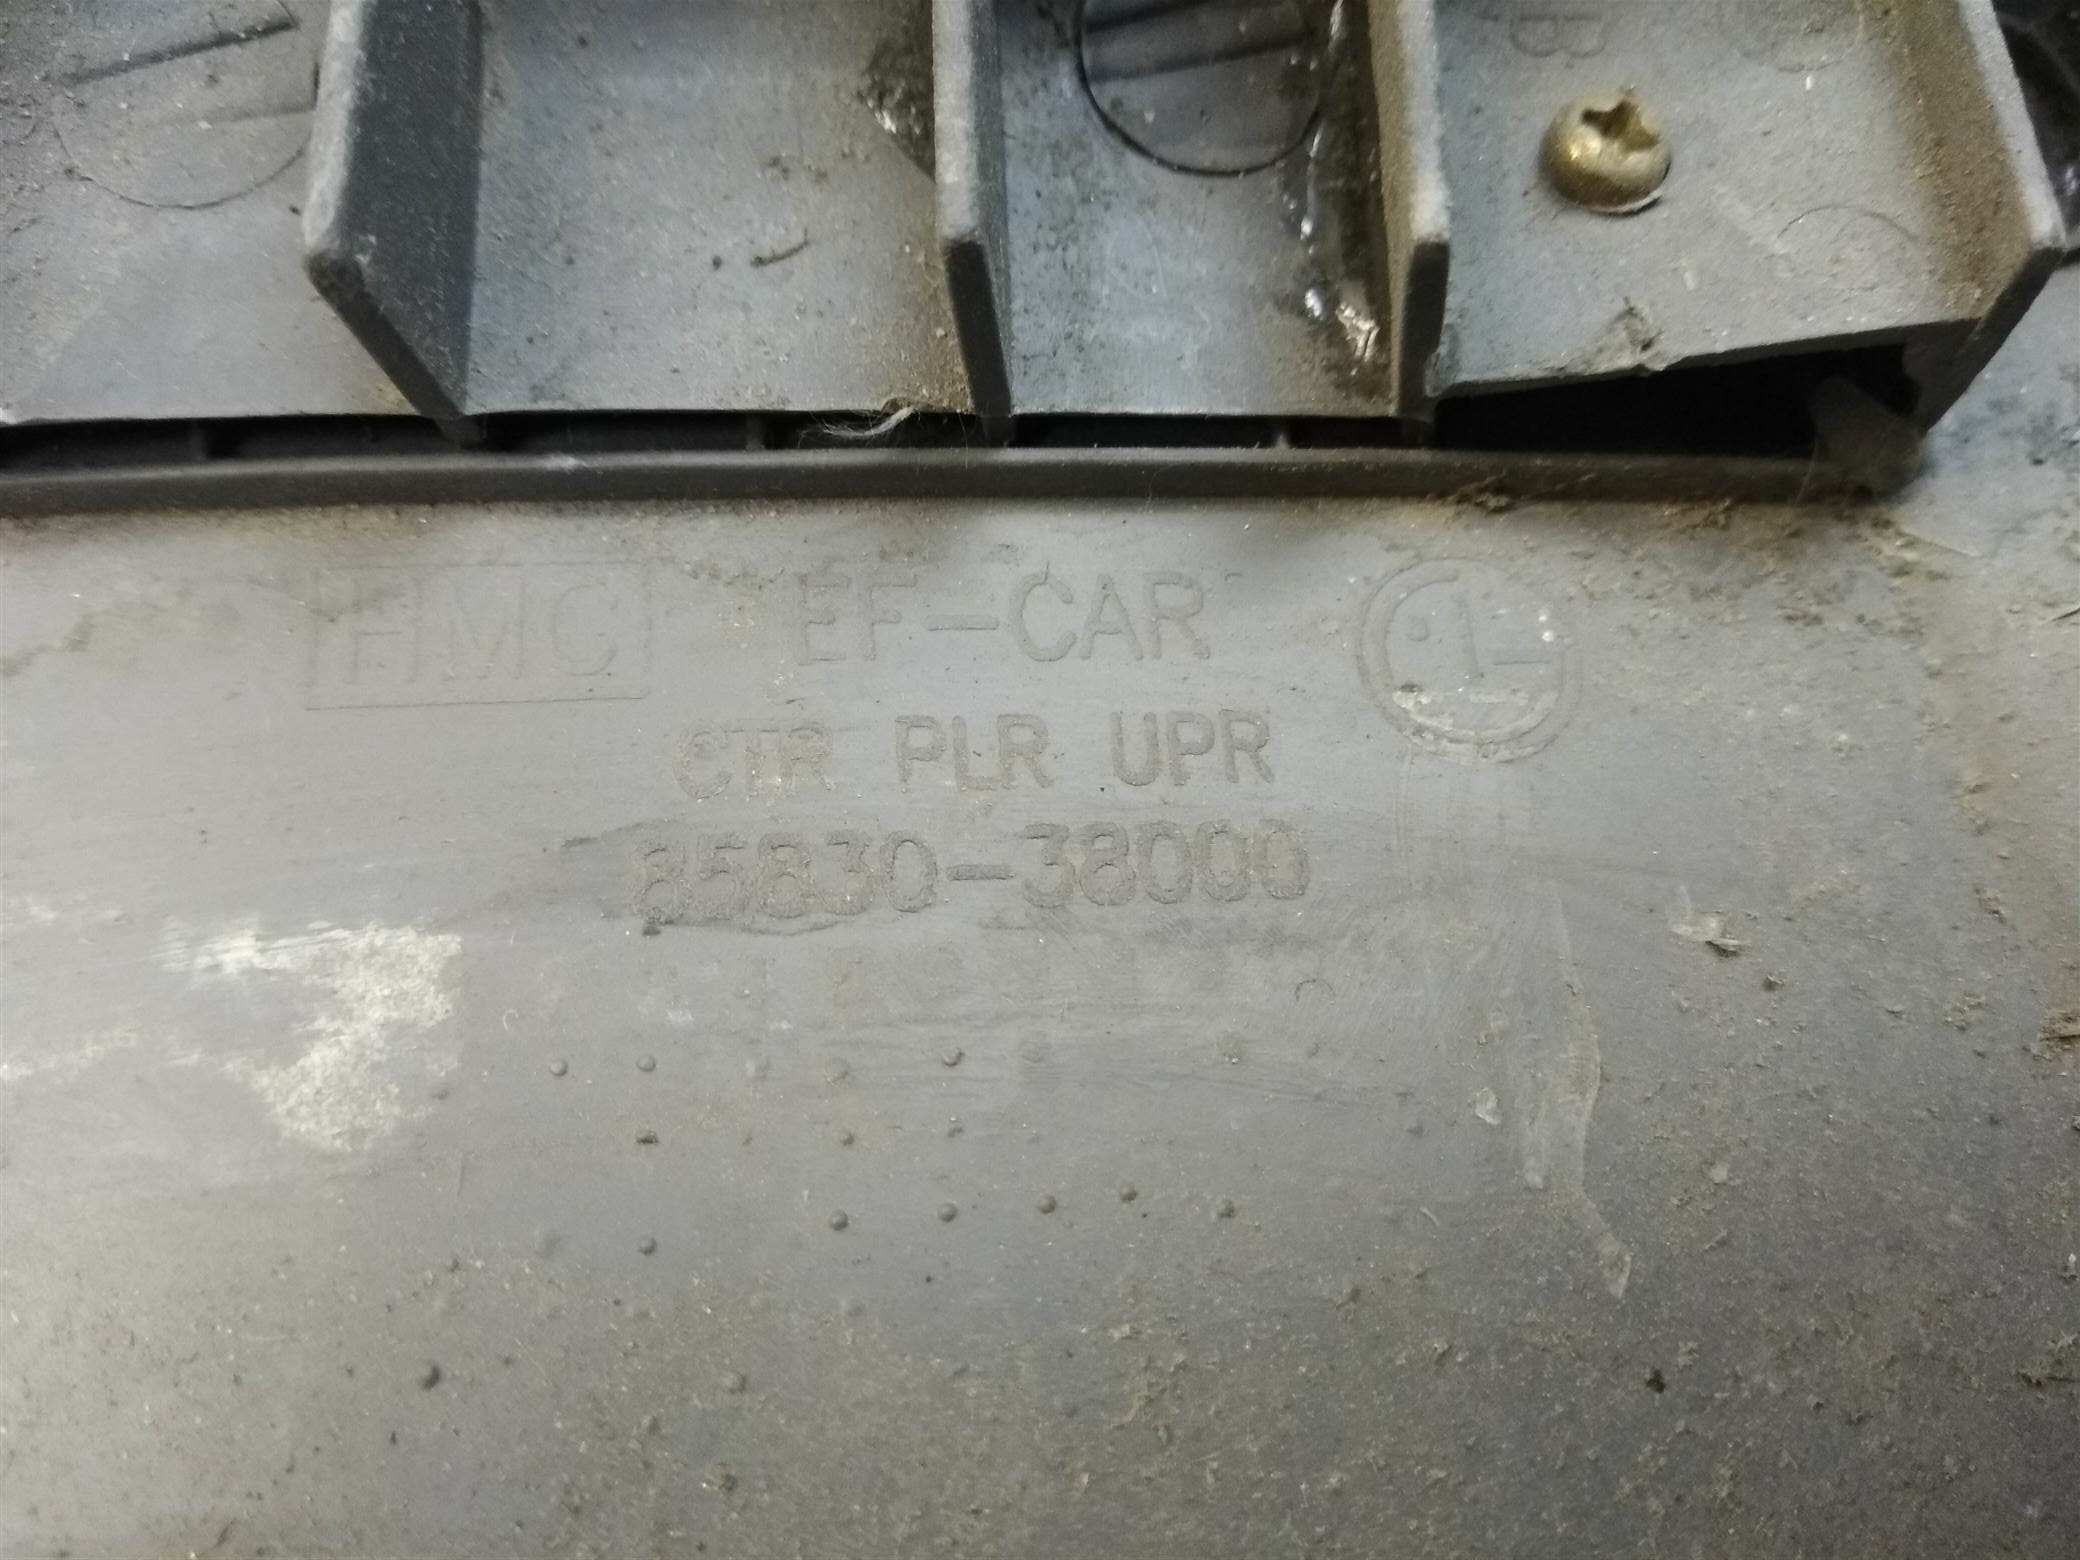 B
HMC EF-CAR
CTR PLR UPR
85830-38000